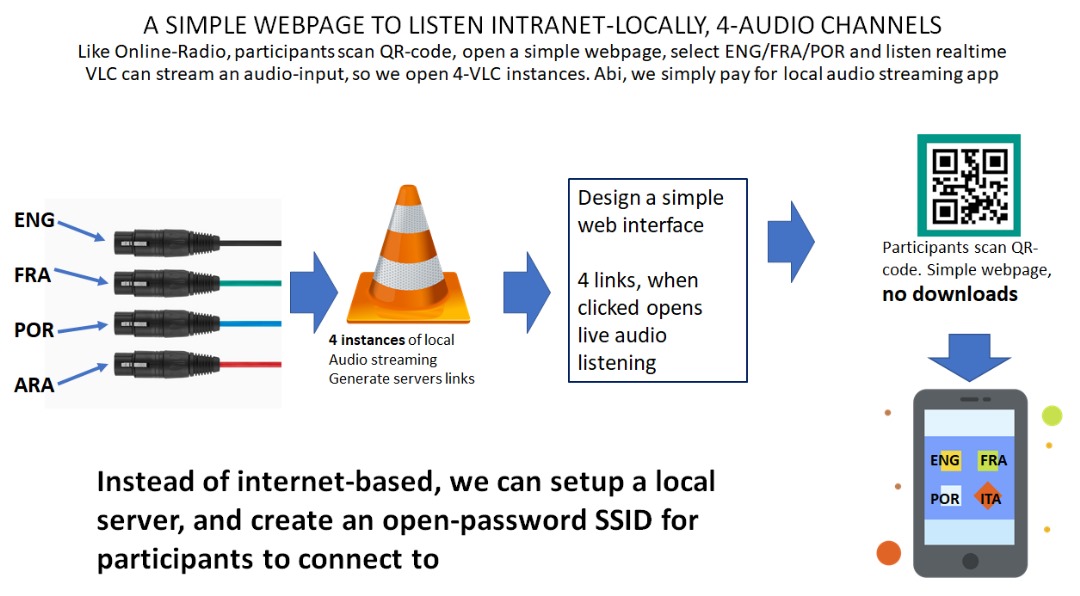 A SIMPLE WEBPAGE TO LISTEN INTRANET-LOCALLY, 4-AUDIO CHANNELS
Like Online-Radio, participants scan QR-code, open a simple webpage, select ENG/FRA/POR and listen realtime
VLC can stream an audio-input, so we open 4-VLC instances. Abi, we simply pay for local audio streaming app
ENG
FRA
POR
ARA
4 instances of local
Audio streaming
Generate servers links
Design a simple
web interface
4 links, when
clicked opens
live audio
listening
Participants scan QR-
code. Simple webpage,
no downloads
ENG FRA
POR ITA
Instead of internet-based, we can setup a local
server, and create an open-password SSID for
participants to connect to